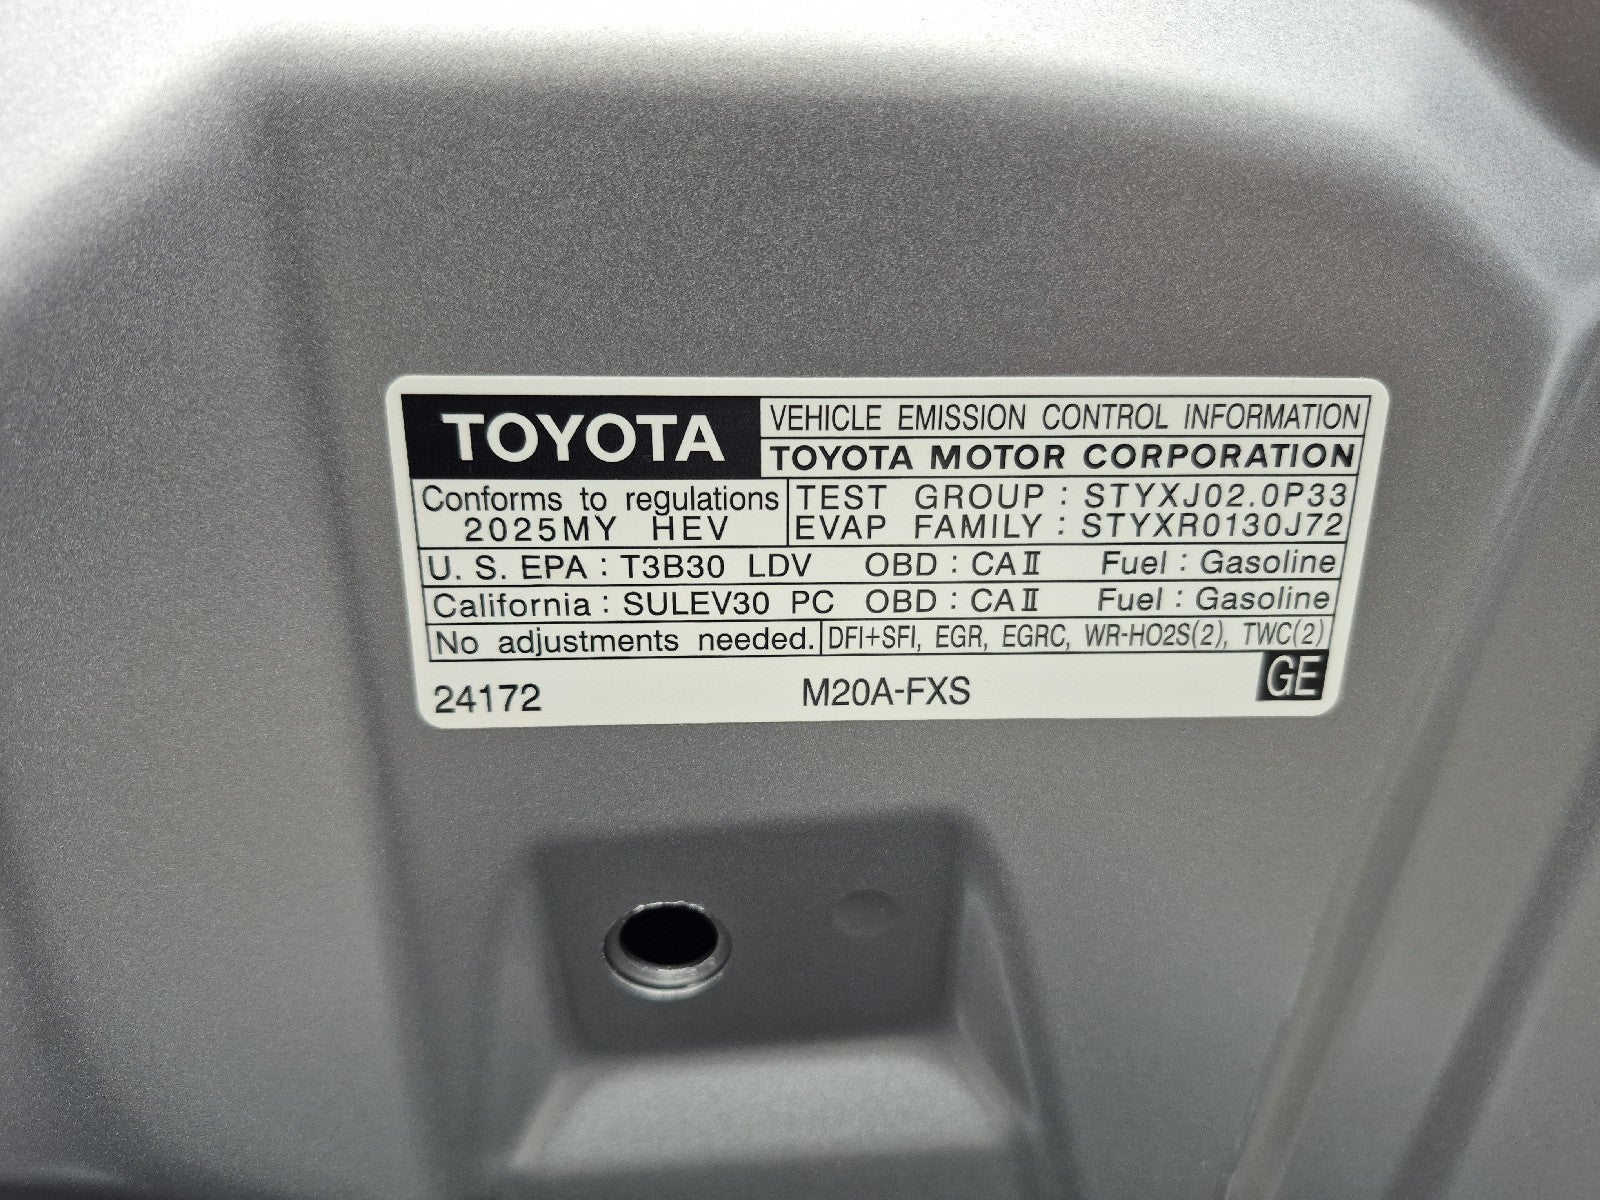 TOYOTA
VEHICLE EMISSION CONTROL INFORMATION
TOYOTA MOTOR CORPORATION
Conforms to regulations
2025MY HEV
TEST GROUP : STYXJ02.0P33
EVAP FAMILY : STYXR0130J72
U. S. EPA : T3B30 LDV OBD : CAⅡ Fuel : Gasoline
California : SULEV30 PC OBD : CAⅡ Fuel : Gasoline
No adjustments needed. DFI+SFI, EGR, EGRC, WR-HO2S(2), TWC(2)
24172 M20A-FXS GE